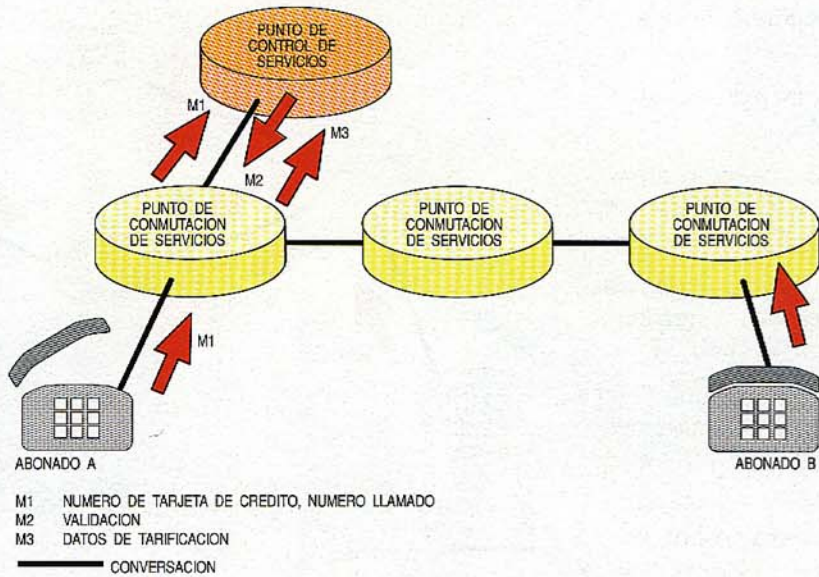 PUNTO DE
CONTROL DE
SERVICIOS
M1
M3
M2
PUNTO DE
CONMUTACION
DE SERVICIOS
PUNTO DE
CONMUTACION
DE SERVICIOS
PUNTO DE
CONMUTACION
DE SERVICIOS
M1
ABONADO A
ABONADO B
M1 NUMERO DE TARJETA DE CREDITO, NUMERO LLAMADO
M2 VALIDACION
M3 DATOS DE TARIFICACION
CONVERSACION